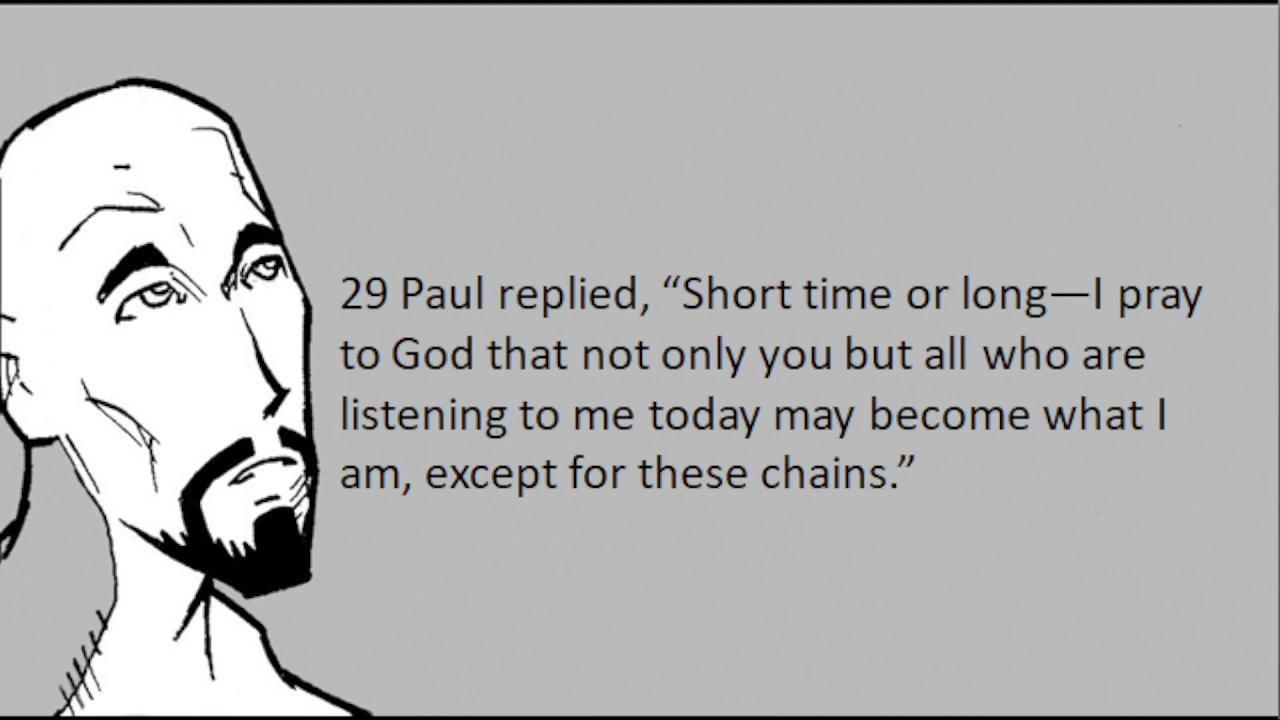 29 Paul replied, “Short time or long—I pray
to God that not only you but all who are
listening to me today may become what I
am, except for these chains.”